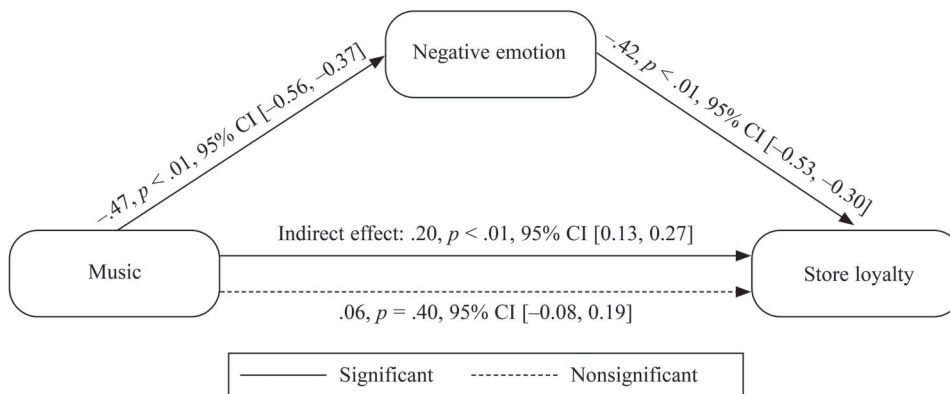 Negative emotion
–.47, p < .01, 95% CI [–0.56, –0.37]
–.42, p < .01, 95% CI [–0.53, –0.30]
Indirect effect: .20, p < .01, 95% CI [0.13, 0.27]
Music
Store loyalty
.06, p = .40, 95% CI [–0.08, 0.19]
Significant
Nonsignificant